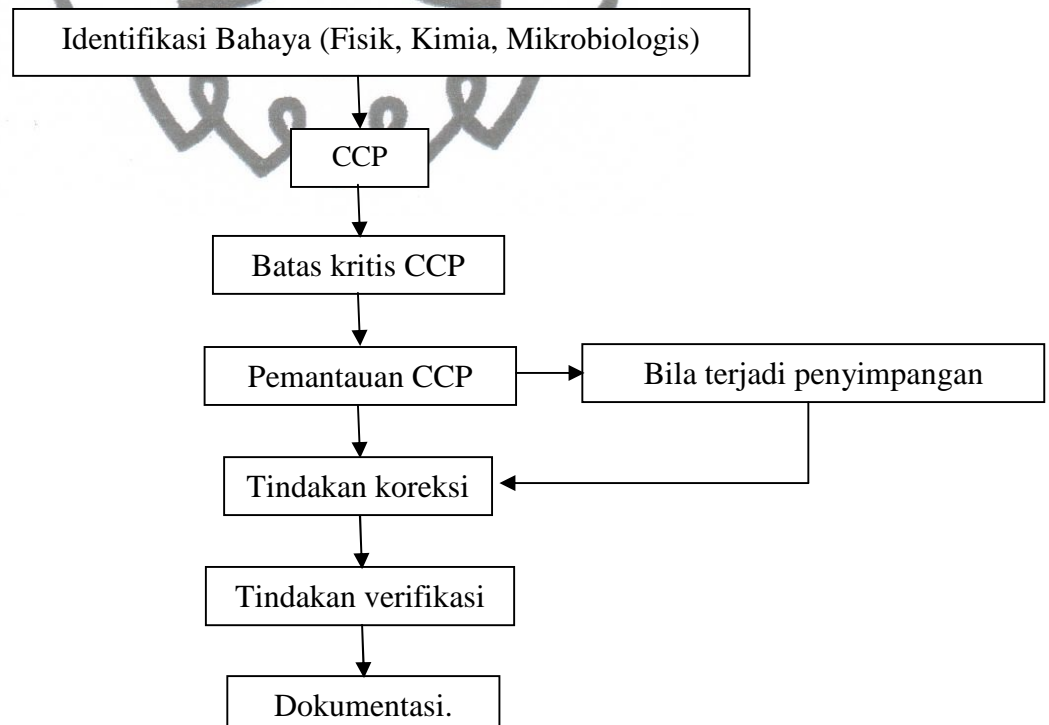 Identifikasi Bahaya (Fisik, Kimia, Mikrobiologis)
CCP
Batas kritis CCP
Pemantauan CCP
Bila terjadi penyimpangan
Tindakan koreksi
Tindakan verifikasi
Dokumentasi.